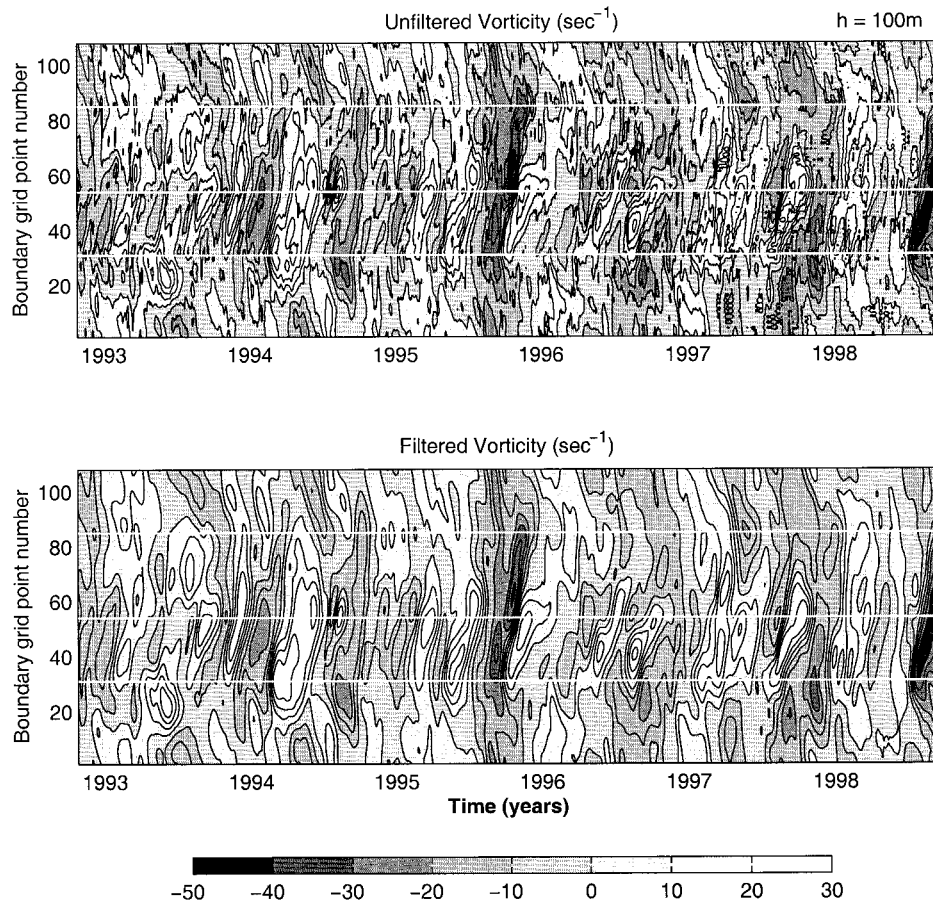 Unfiltered Vorticity (sec⁻¹)
h = 100m
Boundary grid point number
100
80
60
40
20
1993 1994 1995 1996 1997 1998
Filtered Vorticity (sec⁻¹)
Boundary grid point number
100
80
60
40
20
1993 1994 1995 1996 1997 1998
Time (years)
−50 −40 −30 −20 −10 0 10 20 30